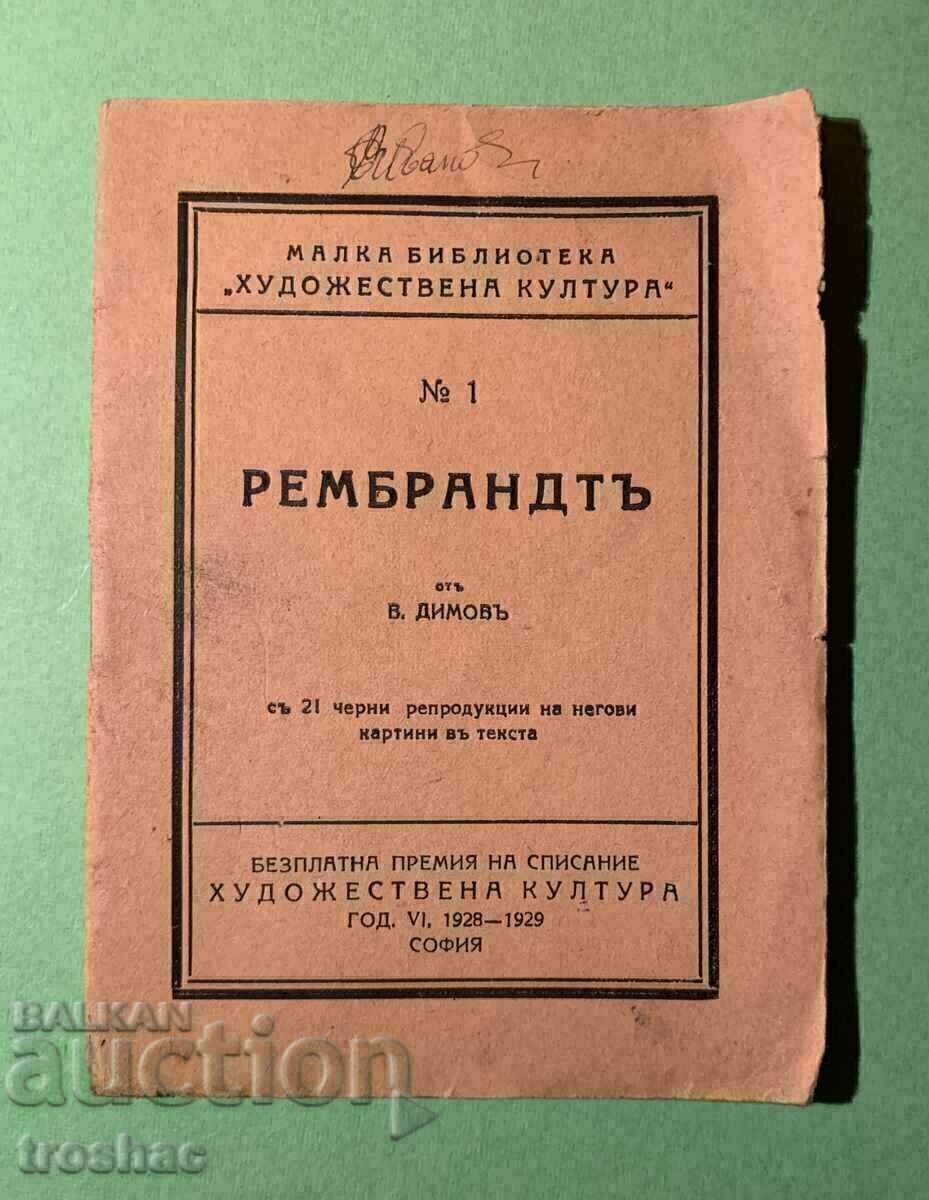 МАЛКА БИБЛИОТЕКА
„ХУДОЖЕСТВЕНА КУЛТУРА“
№ 1
РЕМБРАНДТЪ
отъ
В. ДИМОВЪ
съ 21 черни репродукции на негови
картини въ текста
БЕЗПЛАТНА ПРЕМИЯ НА СПИСАНИЕ
ХУДОЖЕСТВЕНА КУЛТУРА
ГОД. VI, 1928—1929
СОФИЯ
BALKAN
auction
troshac